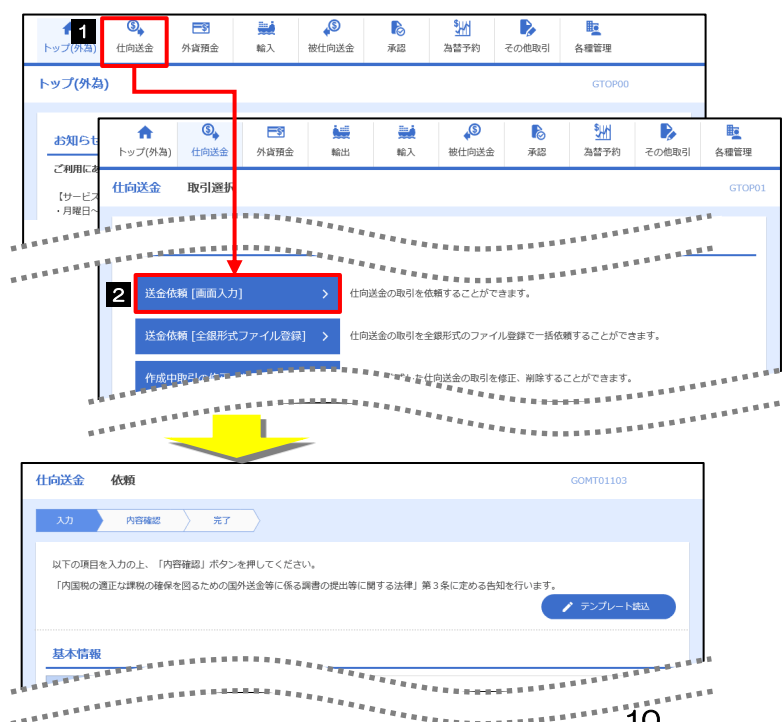 1
トップ(外為) 仕向送金 外貨預金 輸入 被仕向送金 承認 為替予約 その他取引 各種管理
トップ(外為) GTOP00
お知らせ
ご利用にあ
【サービス
・月曜日～
トップ(外為) 仕向送金 外貨預金 輸出 輸入 被仕向送金 承認 為替予約 その他取引 各種管理
仕向送金 取引選択 GTOP01
2
送金依頼 [画面入力] > 仕向送金の取引を依頼することができます。
送金依頼 [全銀形式ファイル登録] > 仕向送金の取引を全銀形式のファイル登録で一括依頼することができます。
作成中取引の修正 した仕向送金の取引を修正、削除することができます。
仕向送金 依頼 GOMT01103
入力 内容確認 完了
以下の項目を入力の上、「内容確認」ボタンを押してください。
「内国税の適正な課税の確保を図るための国外送金等に係る調書の提出等に関する法律」第３条に定める告知を行います。
テンプレート読込
基本情報
10